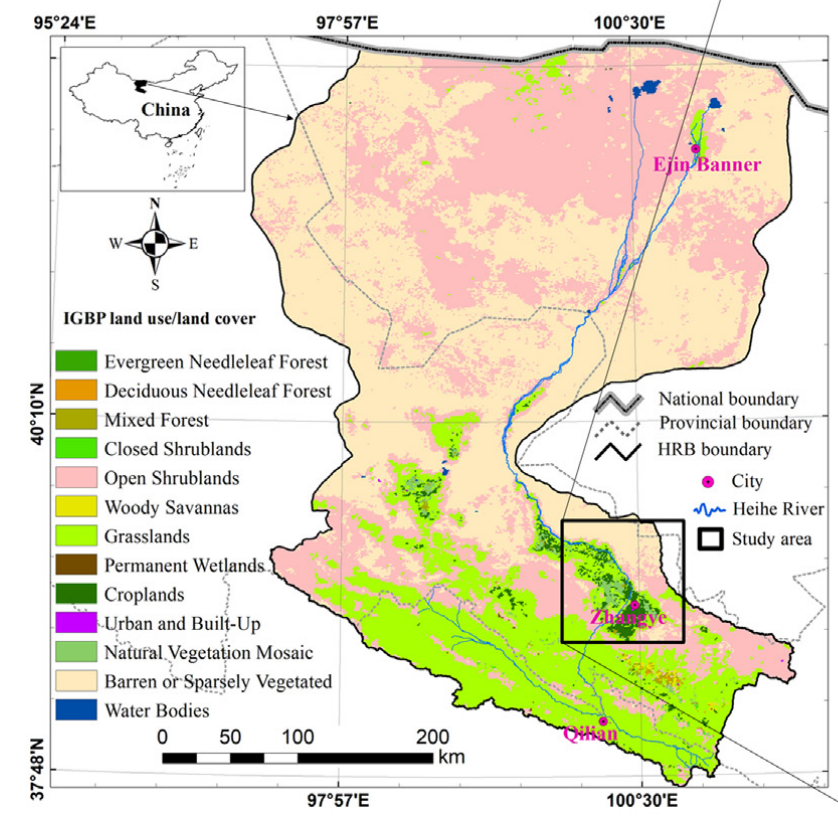 95°24'E
97°57'E
100°30'E
China
Ejin Banner
N
W
E
S
IGBP land use/land cover
Evergreen Needleleaf Forest
Deciduous Needleleaf Forest
Mixed Forest
Closed Shrublands
Open Shrublands
Woody Savannas
Grasslands
Permanent Wetlands
Croplands
Urban and Built-Up
Natural Vegetation Mosaic
Barren or Sparsely Vegetated
Water Bodies
40°10'N
National boundary
Provincial boundary
HRB boundary
City
Heihe River
Study area
Zhangye
Qilian
0 50 100 200
km
37°48'N
97°57'E
100°30'E